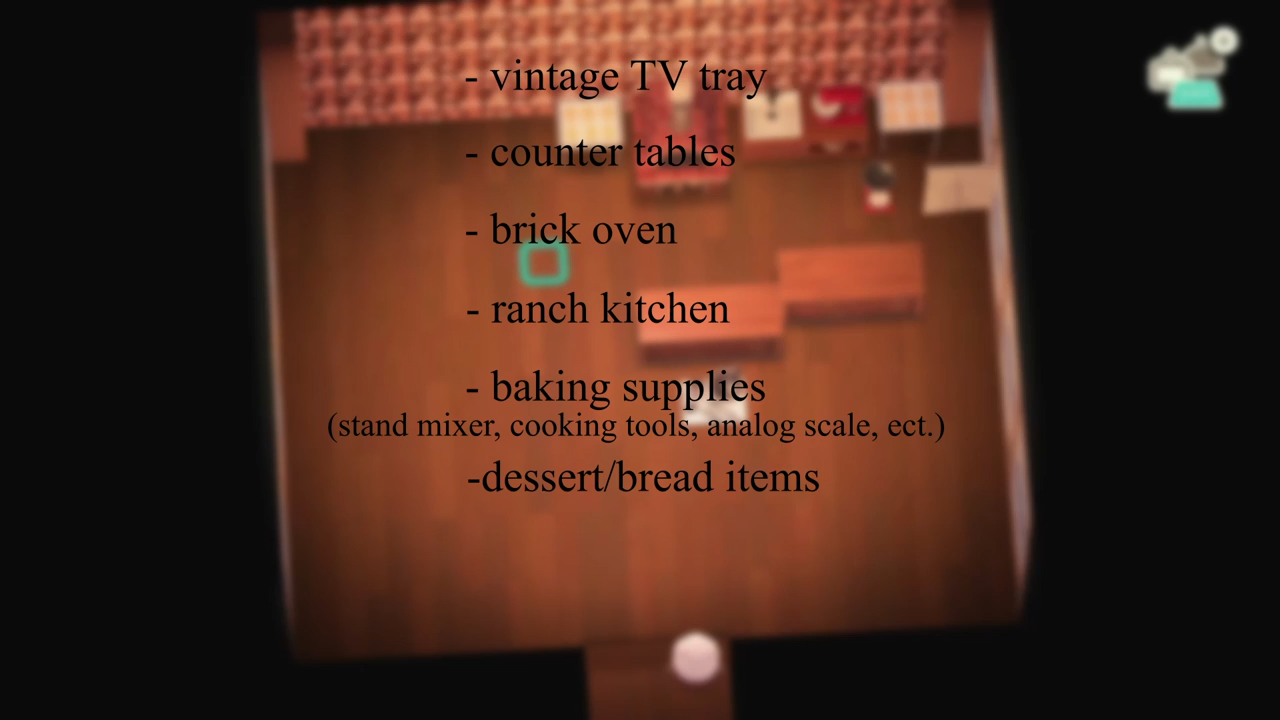 - vintage TV tray
- counter tables
- brick oven
- ranch kitchen
- baking supplies
(stand mixer, cooking tools, analog scale, ect.)
-dessert/bread items